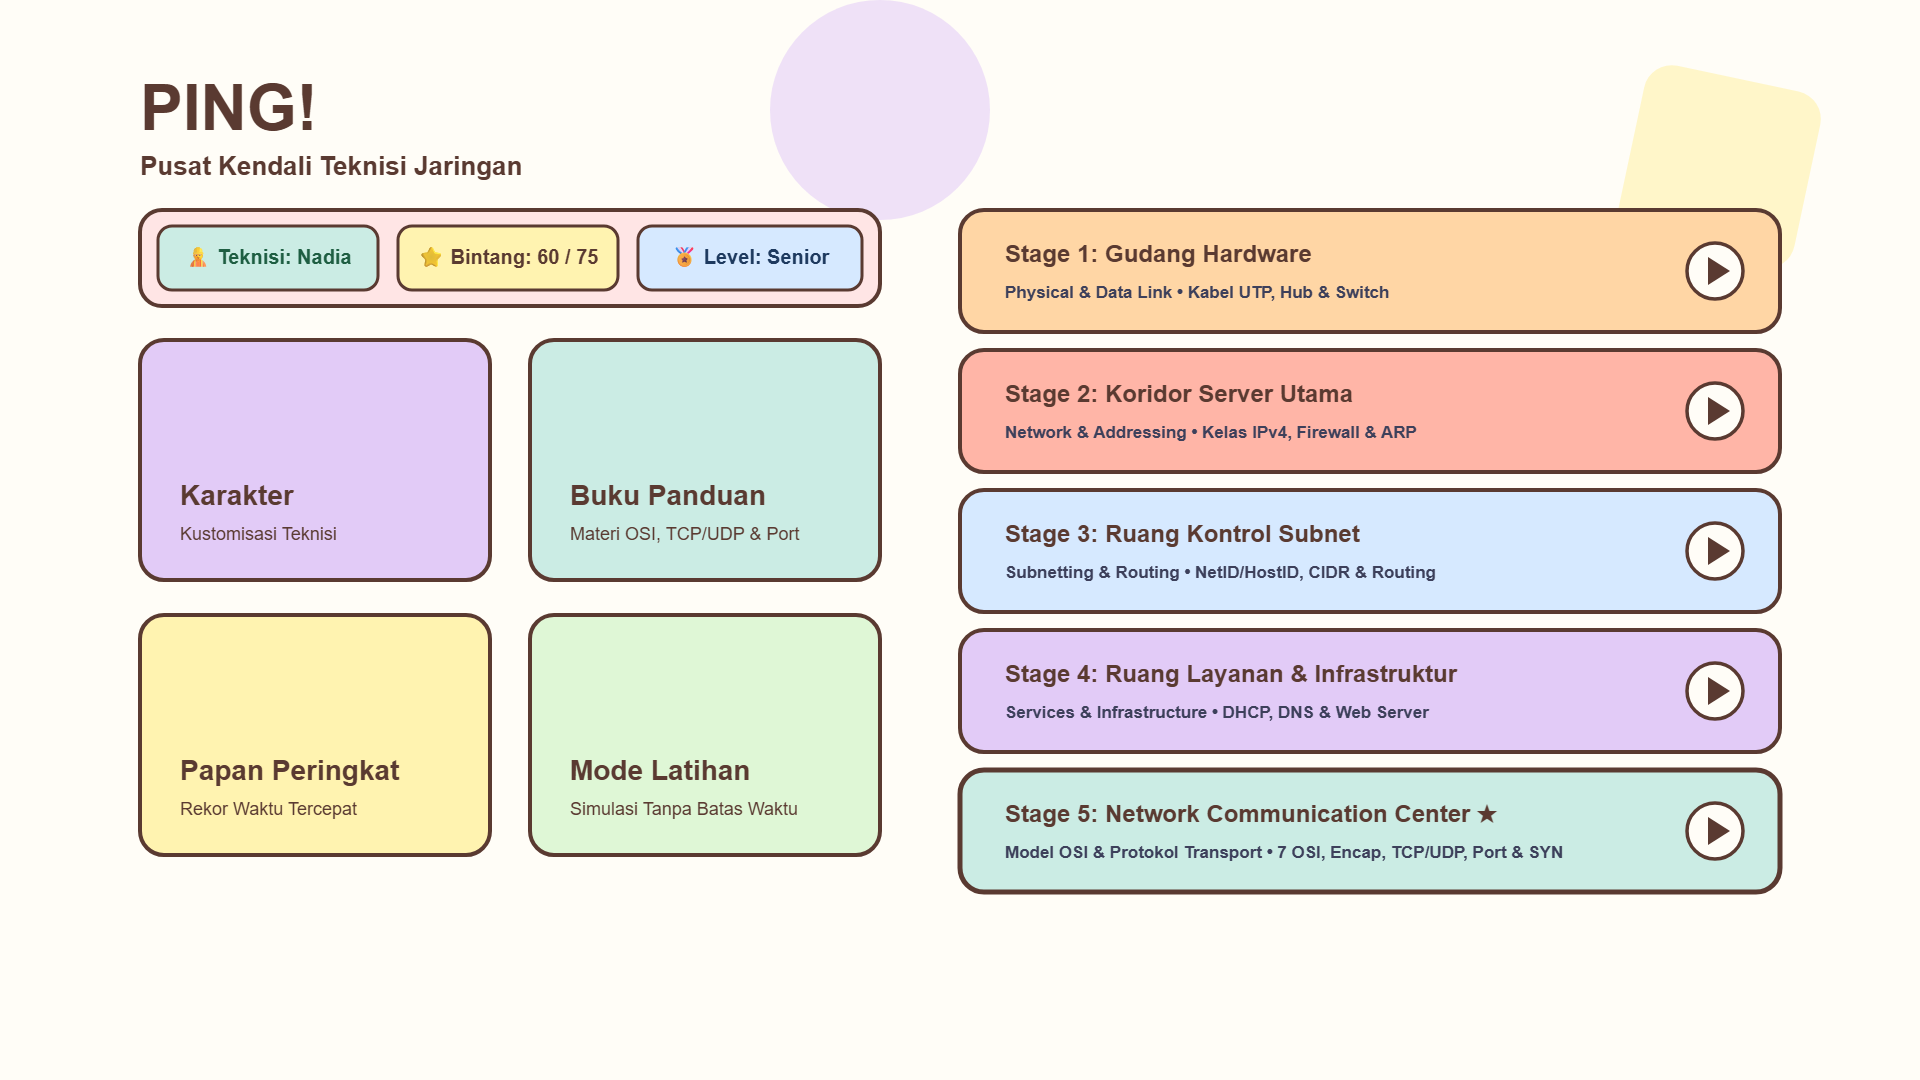 PING!
Pusat Kendali Teknisi Jaringan
Teknisi: Nadia
Bintang: 60 / 75
Level: Senior
Karakter
Kustomisasi Teknisi
Buku Panduan
Materi OSI, TCP/UDP & Port
Papan Peringkat
Rekor Waktu Tercepat
Mode Latihan
Simulasi Tanpa Batas Waktu
Stage 1: Gudang Hardware
Physical & Data Link • Kabel UTP, Hub & Switch
Stage 2: Koridor Server Utama
Network & Addressing • Kelas IPv4, Firewall & ARP
Stage 3: Ruang Kontrol Subnet
Subnetting & Routing • NetID/HostID, CIDR & Routing
Stage 4: Ruang Layanan & Infrastruktur
Services & Infrastructure • DHCP, DNS & Web Server
Stage 5: Network Communication Center ★
Model OSI & Protokol Transport • 7 OSI, Encap, TCP/UDP, Port & SYN